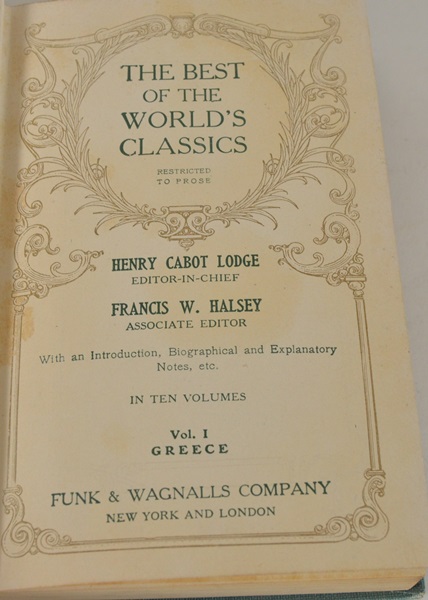 THE BEST
OF THE
WORLD'S
CLASSICS
RESTRICTED
TO PROSE
HENRY CABOT LODGE
EDITOR-IN-CHIEF
FRANCIS W. HALSEY
ASSOCIATE EDITOR
With an Introduction, Biographical and Explanatory
Notes, etc.
IN TEN VOLUMES
Vol. I
GREECE
FUNK & WAGNALLS COMPANY
NEW YORK AND LONDON